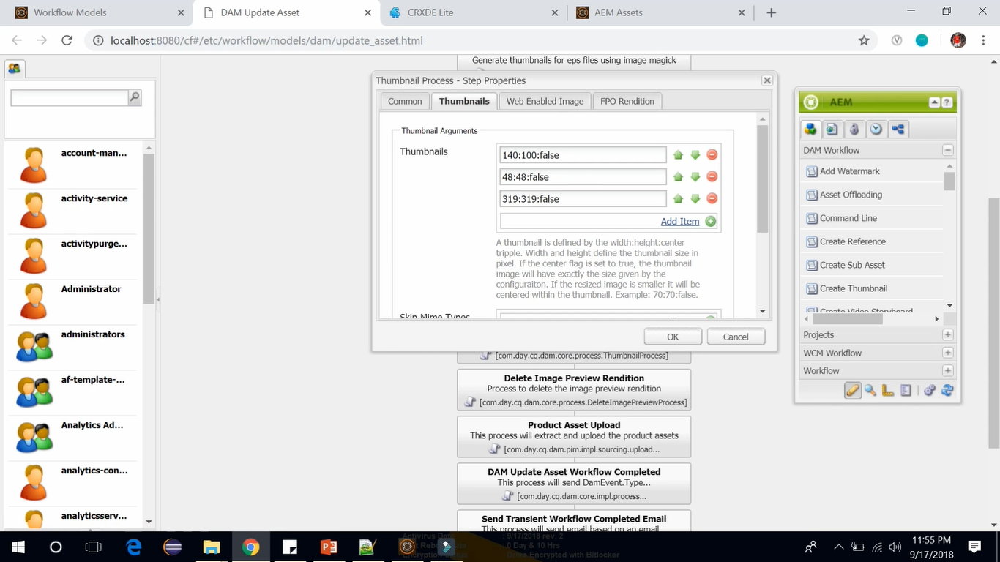 Workflow Models
DAM Update Asset
CRXDE Lite
AEM Assets
localhost:8080/cf#/etc/workflow/models/dam/update_asset.html
Generate thumbnails for eps files using image magick
Thumbnail Process - Step Properties
Common
Thumbnails
Web Enabled Image
FPO Rendition
Thumbnail Arguments
Thumbnails
140:100:false
48:48:false
319:319:false
Add Item
A thumbnail is defined by the width:height:center
tripple. Width and height define the thumbnail size in
pixel. If the center flag is set to true, the thumbnail
image will have exactly the size given by the
configuraiton. If the resized image is smaller it will be
centered within the thumbnail. Example: 70:70:false.
Skip Mime Types
OK
Cancel
account-man...
activity-service
activitypurge...
Administrator
administrators
af-template-...
Analytics Ad...
analytics-con...
analyticsserv...
[com.day.cq.dam.core.process.ThumbnailProcess]
Delete Image Preview Rendition
Process to delete the image preview rendition
[com.day.cq.dam.core.process.DeleteImagePreviewProcess]
Product Asset Upload
This process will extract and upload the product assets
[com.day.cq.dam.pim.impl.sourcing.upload...
DAM Update Asset Workflow Completed
This process will send DamEvent.Type...
[com.day.cq.dam.core.impl.process...
Send Transient Workflow Completed Email
This process will send email based on an email
AEM
?
DAM Workflow
Add Watermark
Asset Offloading
Command Line
Create Reference
Create Sub Asset
Create Thumbnail
Create Video Storyboard
Projects
WCM Workflow
Workflow
: 9/17/2018 rev. 2
: 0 Day & 10 Hrs
Encrypted with Bitlocker
11:55 PM
9/17/2018